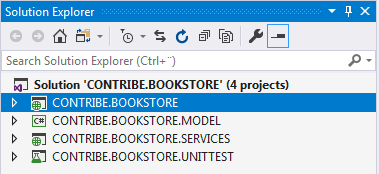 Solution Explorer
Search Solution Explorer (Ctrl+¨)
Solution 'CONTRIBE.BOOKSTORE' (4 projects)
CONTRIBE.BOOKSTORE
C# CONTRIBE.BOOKSTORE.MODEL
CONTRIBE.BOOKSTORE.SERVICES
CONTRIBE.BOOKSTORE.UNITTEST